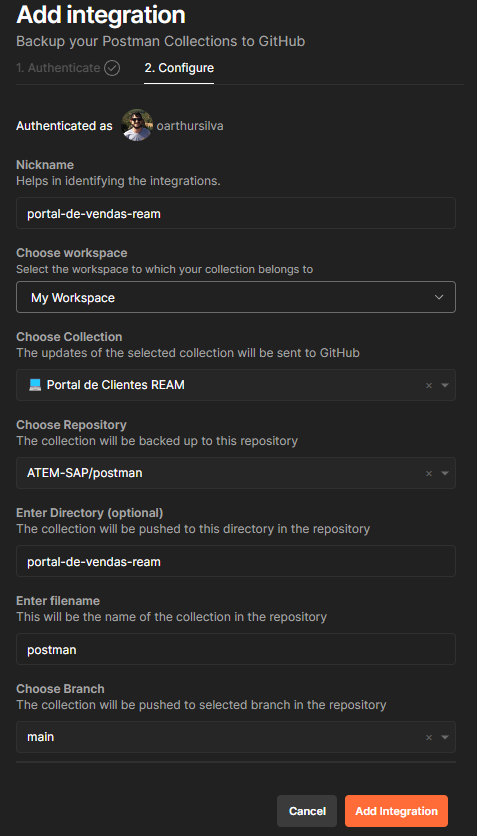 Add integration
Backup your Postman Collections to GitHub
1. Authenticate
2. Configure
Authenticated as oarthursilva
Nickname
Helps in identifying the integrations.
portal-de-vendas-ream
Choose workspace
Select the workspace to which your collection belongs to
My Workspace
Choose Collection
The updates of the selected collection will be sent to GitHub
Portal de Clientes REAM
Choose Repository
The collection will be backed up to this repository
ATEM-SAP/postman
Enter Directory (optional)
The collection will be pushed to this directory in the repository
portal-de-vendas-ream
Enter filename
This will be the name of the collection in the repository
postman
Choose Branch
The collection will be pushed to selected branch in the repository
main
Cancel
Add Integration